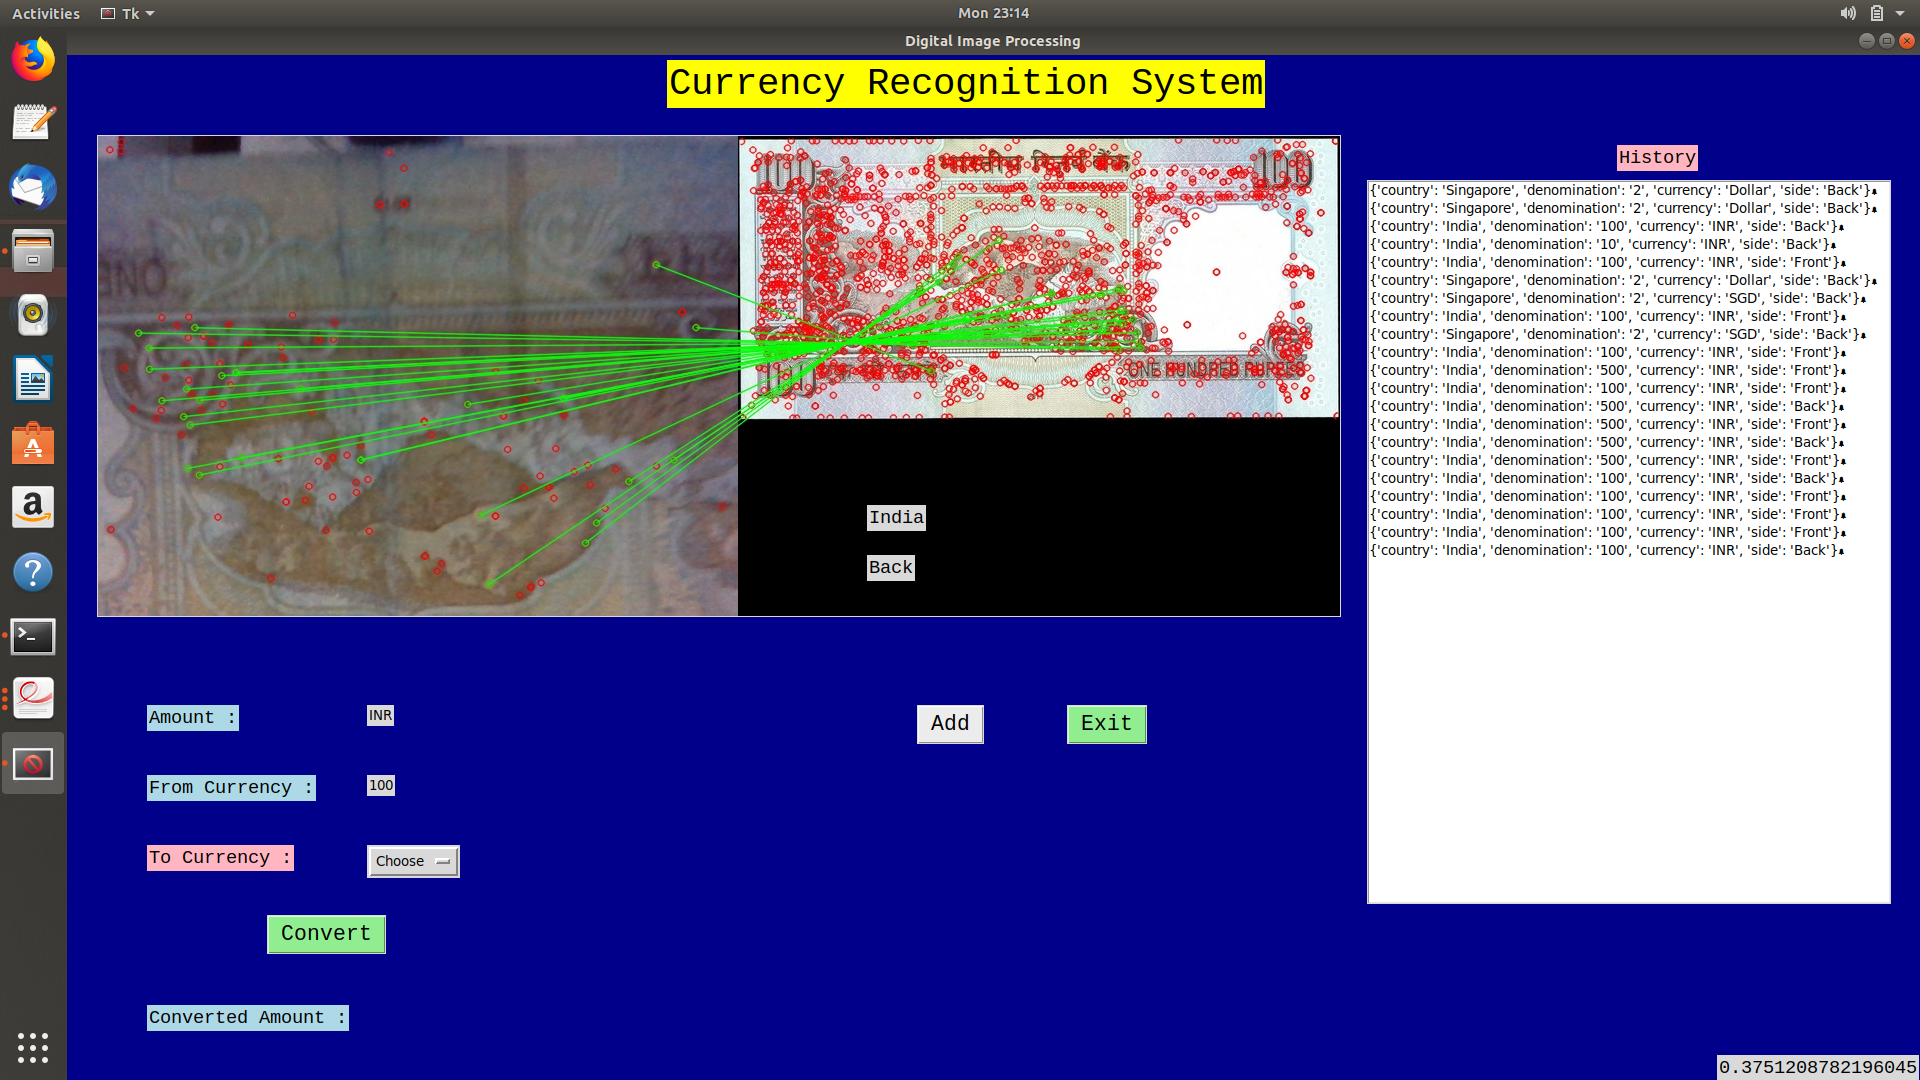 Activities
Tk
Mon 23:14
Digital Image Processing
Currency Recognition System
ONE HUNDRED RUPEES
India
Back
History
{'country': 'Singapore', 'denomination': '2', 'currency': 'Dollar', 'side': 'Back'}
{'country': 'Singapore', 'denomination': '2', 'currency': 'Dollar', 'side': 'Back'}
{'country': 'India', 'denomination': '100', 'currency': 'INR', 'side': 'Back'}
{'country': 'India', 'denomination': '10', 'currency': 'INR', 'side': 'Back'}
{'country': 'India', 'denomination': '100', 'currency': 'INR', 'side': 'Front'}
{'country': 'Singapore', 'denomination': '2', 'currency': 'Dollar', 'side': 'Back'}
{'country': 'Singapore', 'denomination': '2', 'currency': 'SGD', 'side': 'Back'}
{'country': 'India', 'denomination': '100', 'currency': 'INR', 'side': 'Front'}
{'country': 'Singapore', 'denomination': '2', 'currency': 'SGD', 'side': 'Back'}
{'country': 'India', 'denomination': '100', 'currency': 'INR', 'side': 'Front'}
{'country': 'India', 'denomination': '500', 'currency': 'INR', 'side': 'Front'}
{'country': 'India', 'denomination': '100', 'currency': 'INR', 'side': 'Front'}
{'country': 'India', 'denomination': '500', 'currency': 'INR', 'side': 'Back'}
{'country': 'India', 'denomination': '500', 'currency': 'INR', 'side': 'Front'}
{'country': 'India', 'denomination': '500', 'currency': 'INR', 'side': 'Back'}
{'country': 'India', 'denomination': '500', 'currency': 'INR', 'side': 'Front'}
{'country': 'India', 'denomination': '100', 'currency': 'INR', 'side': 'Back'}
{'country': 'India', 'denomination': '100', 'currency': 'INR', 'side': 'Front'}
{'country': 'India', 'denomination': '100', 'currency': 'INR', 'side': 'Front'}
{'country': 'India', 'denomination': '100', 'currency': 'INR', 'side': 'Front'}
{'country': 'India', 'denomination': '100', 'currency': 'INR', 'side': 'Back'}
Amount :
INR
Add
Exit
From Currency :
100
To Currency :
Choose
Convert
Converted Amount :
0.3751208782196045